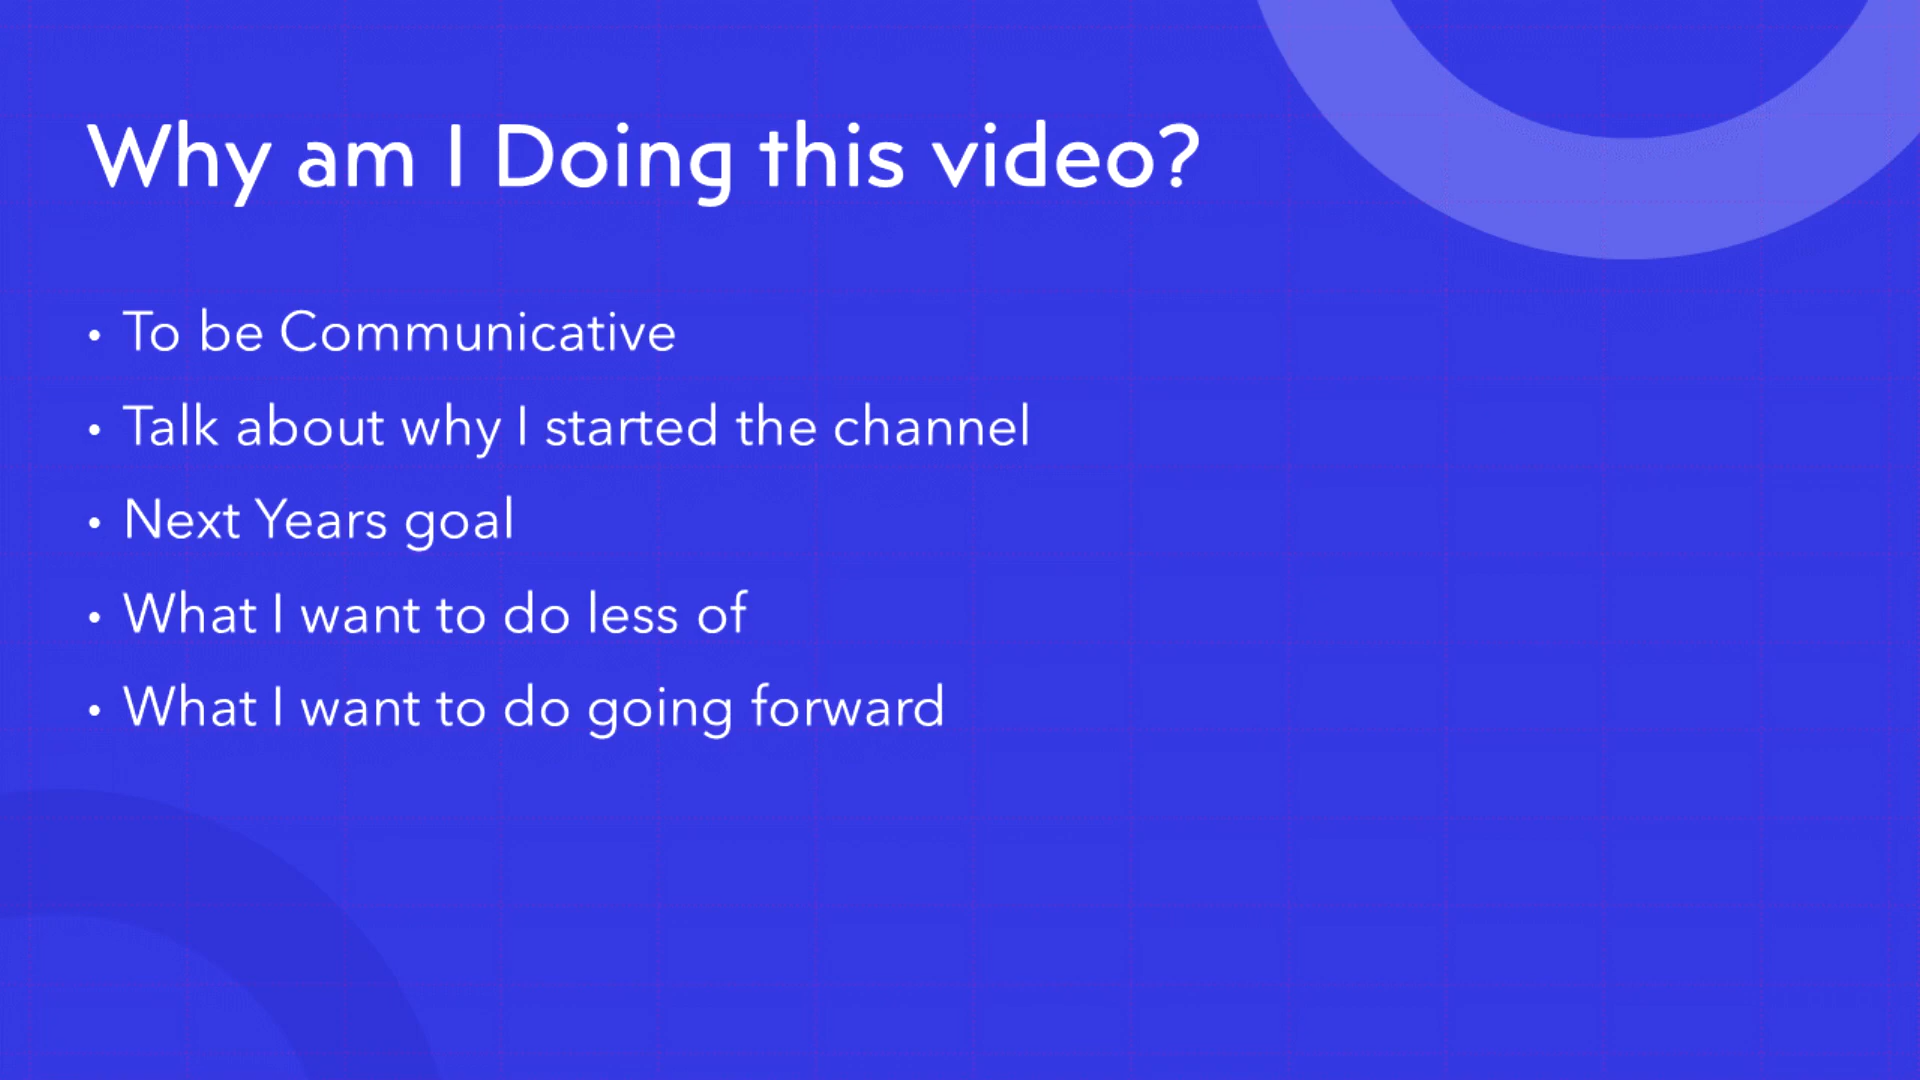 Why am I Doing this video?
• To be Communicative
• Talk about why I started the channel
• Next Years goal
• What I want to do less of
• What I want to do going forward